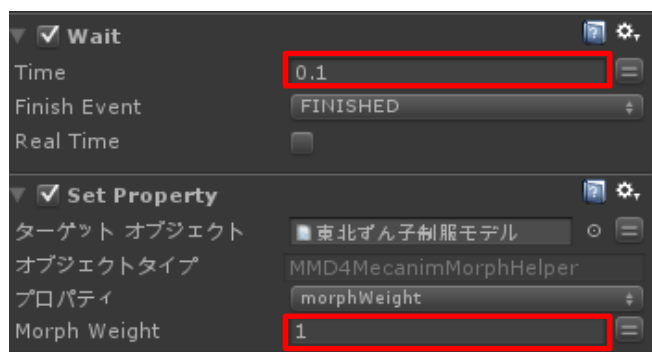 Wait
Time 0.1
Finish Event FINISHED
Real Time
Set Property
ターゲット オブジェクト 東北ずん子制服モデル
オブジェクトタイプ MMD4MecanimMorphHelper
プロパティ morphWeight
Morph Weight 1